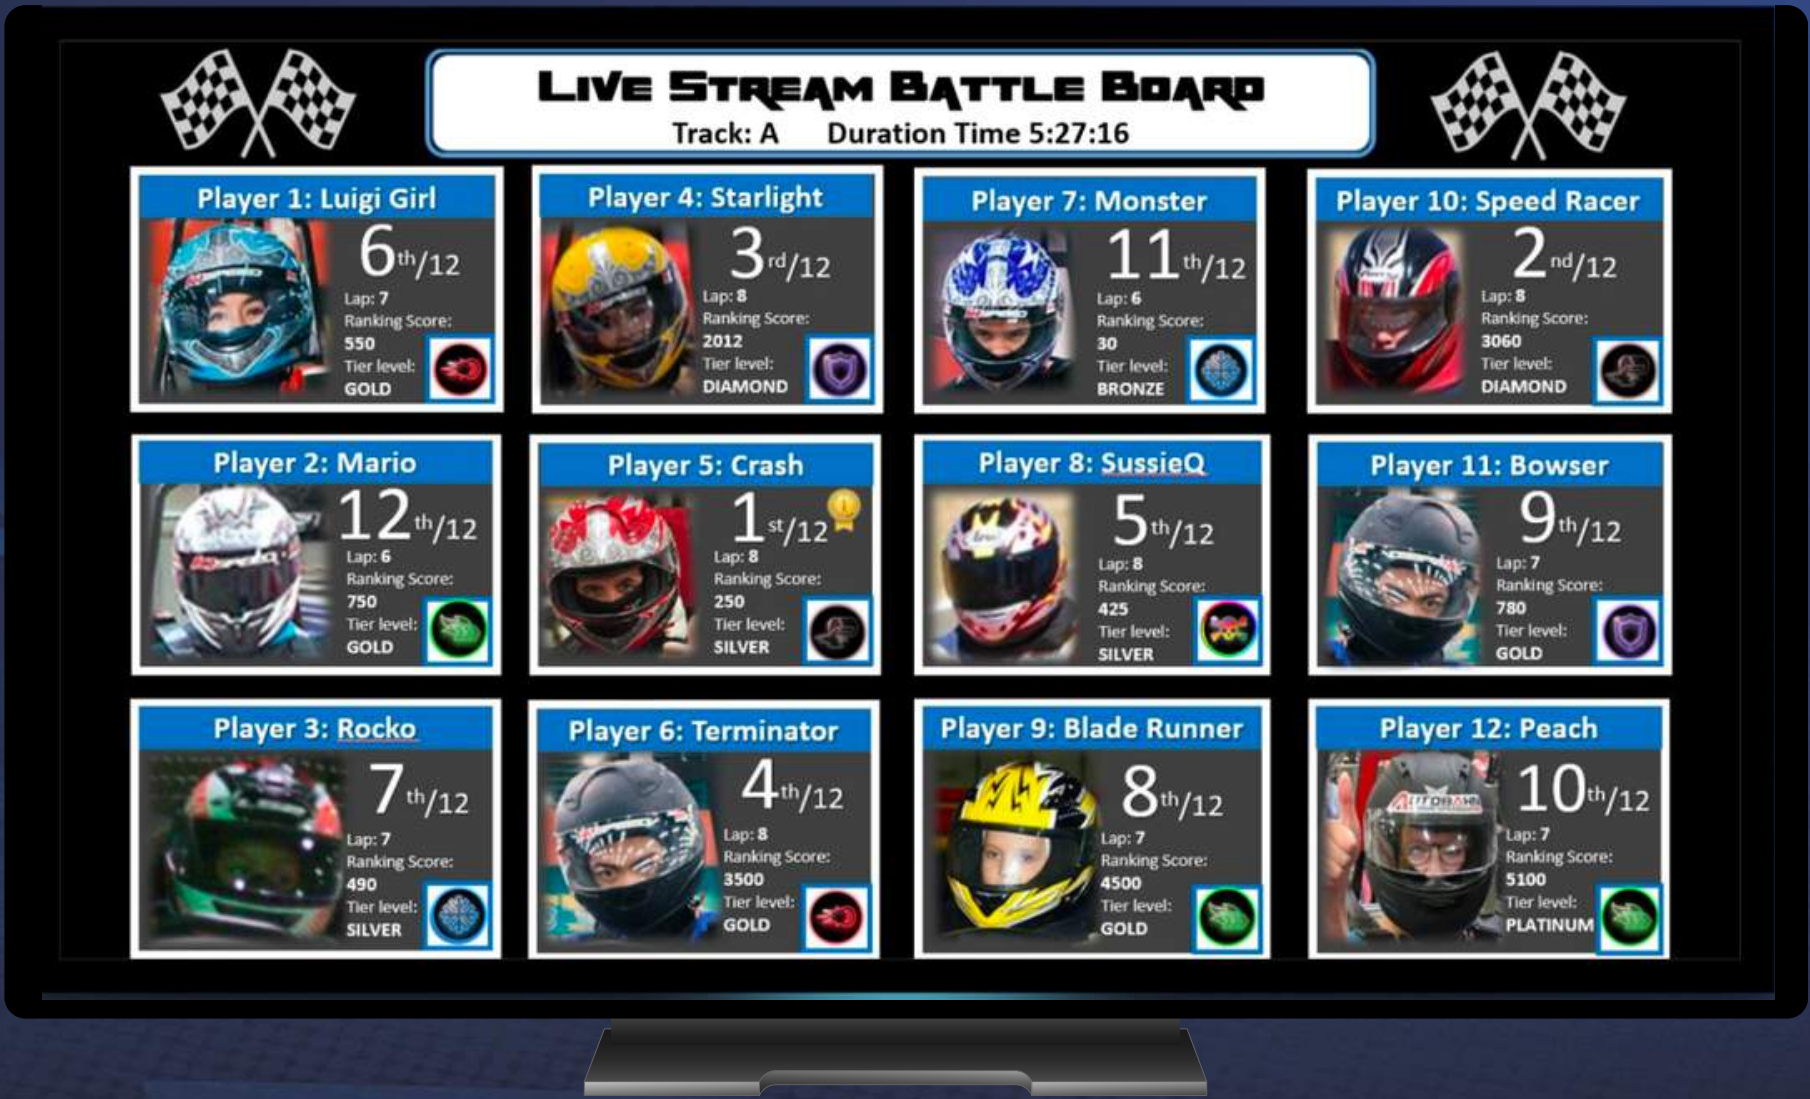 LIVE STREAM BATTLE BOARD
Track: A Duration Time 5:27:16
Player 1: Luigi Girl
6th/12
Lap: 7
Ranking Score:
550
Tier level:
GOLD
Player 4: Starlight
3rd/12
Lap: 8
Ranking Score:
2012
Tier level:
DIAMOND
Player 7: Monster
11th/12
Lap: 6
Ranking Score:
30
Tier level:
BRONZE
Player 10: Speed Racer
2nd/12
Lap: 8
Ranking Score:
3060
Tier level:
DIAMOND
Player 2: Mario
12th/12
Lap: 6
Ranking Score:
750
Tier level:
GOLD
Player 5: Crash
1st/12
1
Lap: 8
Ranking Score:
250
Tier level:
SILVER
Player 8: SussieQ
5th/12
Lap: 8
Ranking Score:
425
Tier level:
SILVER
Player 11: Bowser
9th/12
Lap: 7
Ranking Score:
780
Tier level:
GOLD
Player 3: Rocko
7th/12
Lap: 7
Ranking Score:
490
Tier level:
SILVER
Player 6: Terminator
4th/12
Lap: 8
Ranking Score:
3500
Tier level:
GOLD
Player 9: Blade Runner
8th/12
Lap: 7
Ranking Score:
4500
Tier level:
GOLD
Player 12: Peach
10th/12
AUTOBAHN
Lap: 7
Ranking Score:
5100
Tier level:
PLATINUM